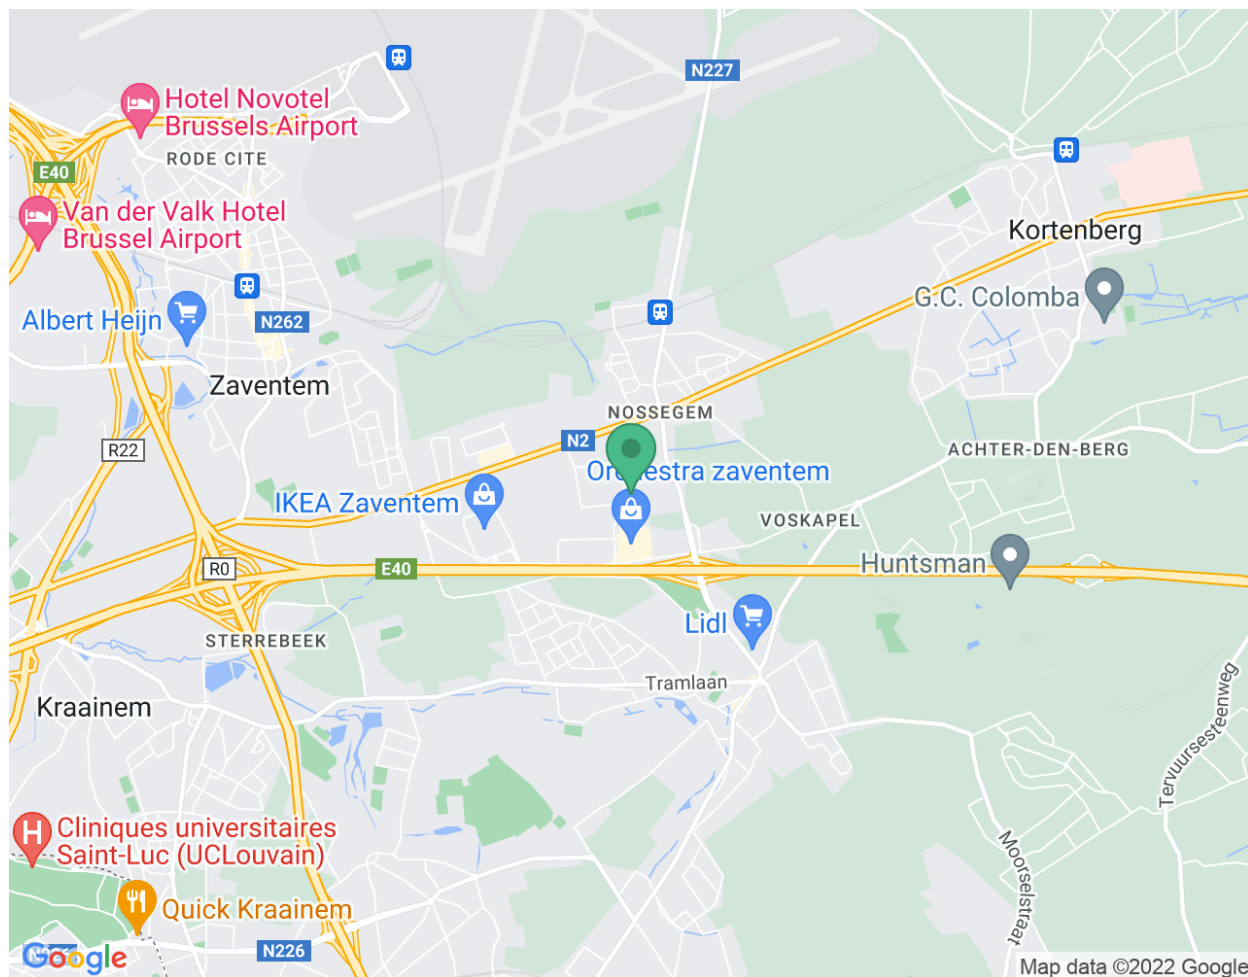 N227
Hotel Novotel
Brussels Airport
RODE CITE
E40
Van der Valk Hotel
Brussel Airport
Kortenberg
G.C. Colomba
Albert Heijn
N262
Zaventem
NOSSEGEM
N2
R22
ACHTER-DEN-BERG
Orchestra zaventem
IKEA Zaventem
VOSKAPEL
Huntsman
R0
E40
Lidl
STERREBEEK
Tramlaan
Kraainem
Tervuursesteenweg
Cliniques universitaires
Saint-Luc (UCLouvain)
Moorselstraat
Quick Kraainem
N226
Google
Map data ©2022 Google